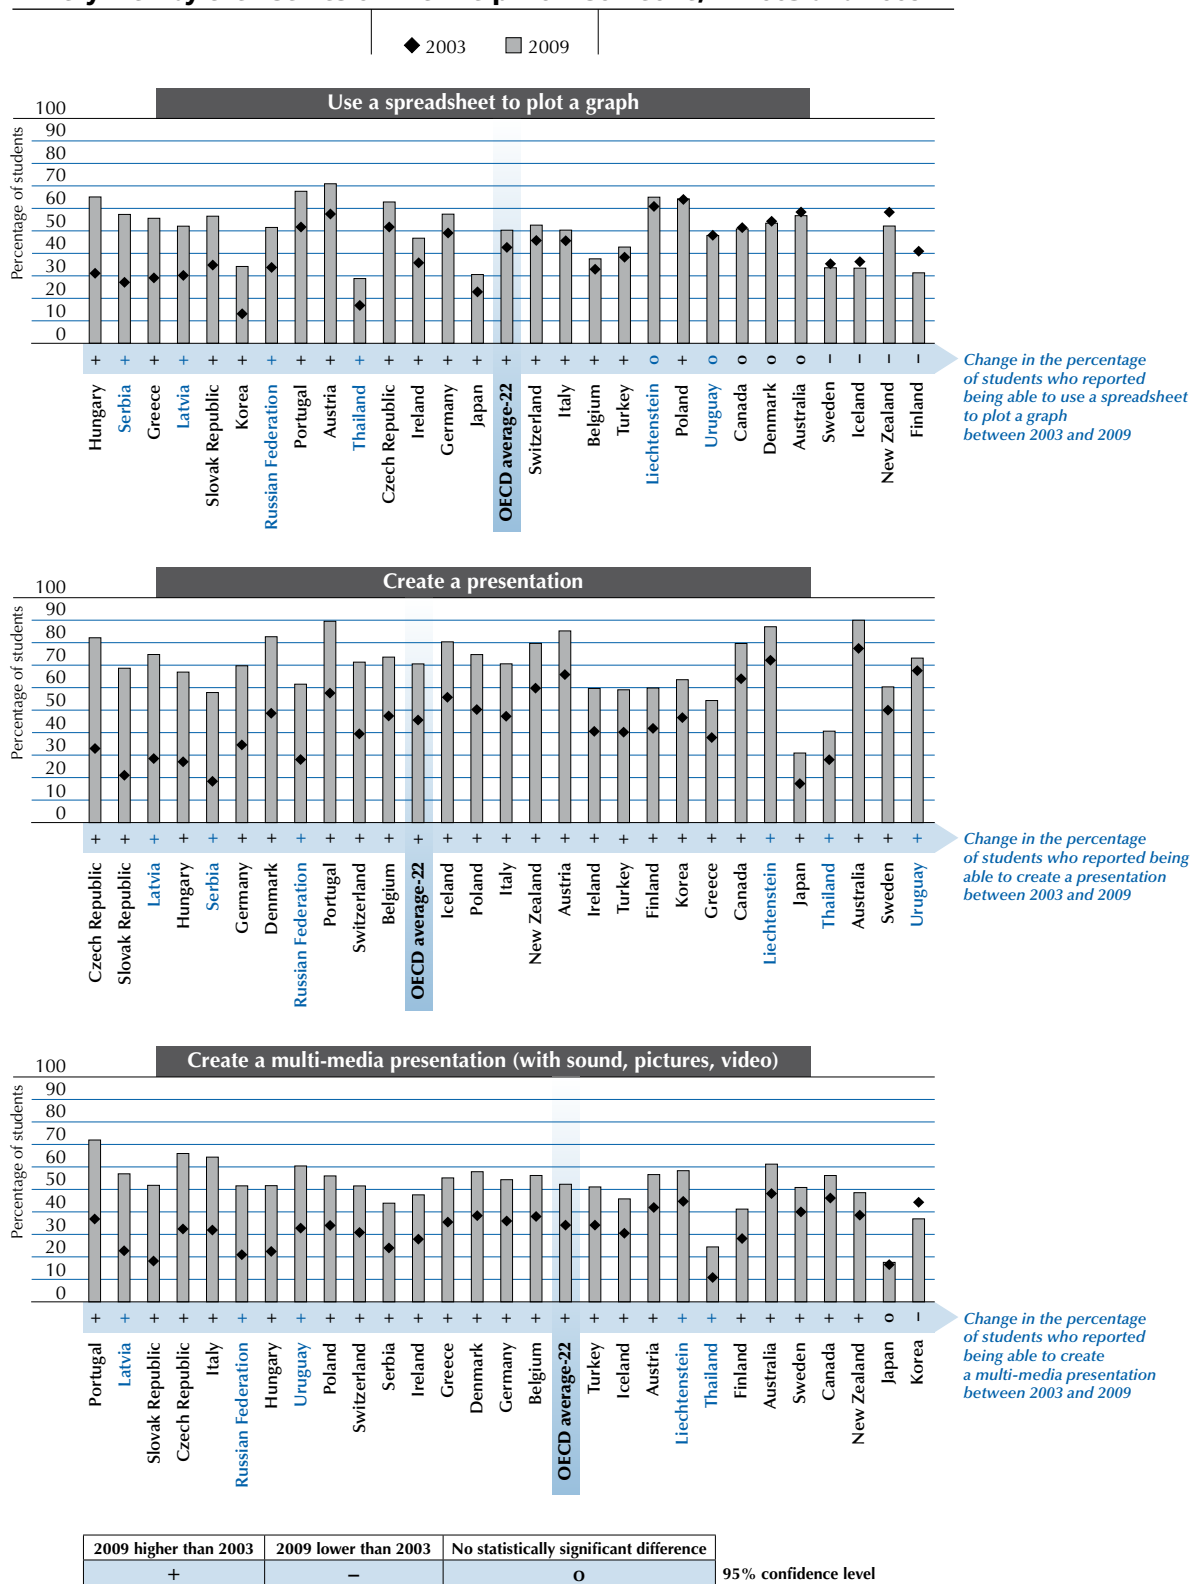 2003 2009
Use a spreadsheet to plot a graph
Percentage of students
100
90
80
70
60
50
40
30
20
10
0
+ + + + + + + + + + + + + + + + + + + o + o o o o – – – –
Hungary
Serbia
Greece
Latvia
Slovak Republic
Korea
Russian Federation
Portugal
Austria
Thailand
Czech Republic
Ireland
Germany
Japan
OECD average-22
Switzerland
Italy
Belgium
Turkey
Liechtenstein
Poland
Uruguay
Canada
Denmark
Australia
Sweden
Iceland
New Zealand
Finland
Change in the percentage
of students who reported
being able to use a spreadsheet
to plot a graph
between 2003 and 2009
Create a presentation
Percentage of students
100
90
80
70
60
50
40
30
20
10
0
+ + + + + + + + + + + + + + + + + + + + + + + + + + + + +
Czech Republic
Slovak Republic
Latvia
Hungary
Serbia
Germany
Denmark
Russian Federation
Portugal
Switzerland
Belgium
OECD average-22
Iceland
Poland
Italy
New Zealand
Austria
Ireland
Turkey
Finland
Korea
Greece
Canada
Liechtenstein
Japan
Thailand
Australia
Sweden
Uruguay
Change in the percentage
of students who reported being
able to create a presentation
between 2003 and 2009
Create a multi-media presentation (with sound, pictures, video)
Percentage of students
100
90
80
70
60
50
40
30
20
10
0
+ + + + + + + + + + + + + + + + + + + + + + + + + + + o –
Portugal
Latvia
Slovak Republic
Czech Republic
Italy
Russian Federation
Hungary
Uruguay
Poland
Switzerland
Serbia
Ireland
Greece
Denmark
Germany
Belgium
OECD average-22
Turkey
Iceland
Austria
Liechtenstein
Thailand
Finland
Australia
Sweden
Canada
New Zealand
Japan
Korea
Change in the percentage
of students who reported
being able to create
a multi-media presentation
between 2003 and 2009
2009 higher than 2003 2009 lower than 2003 No statistically significant difference
+ – o 95% confidence level